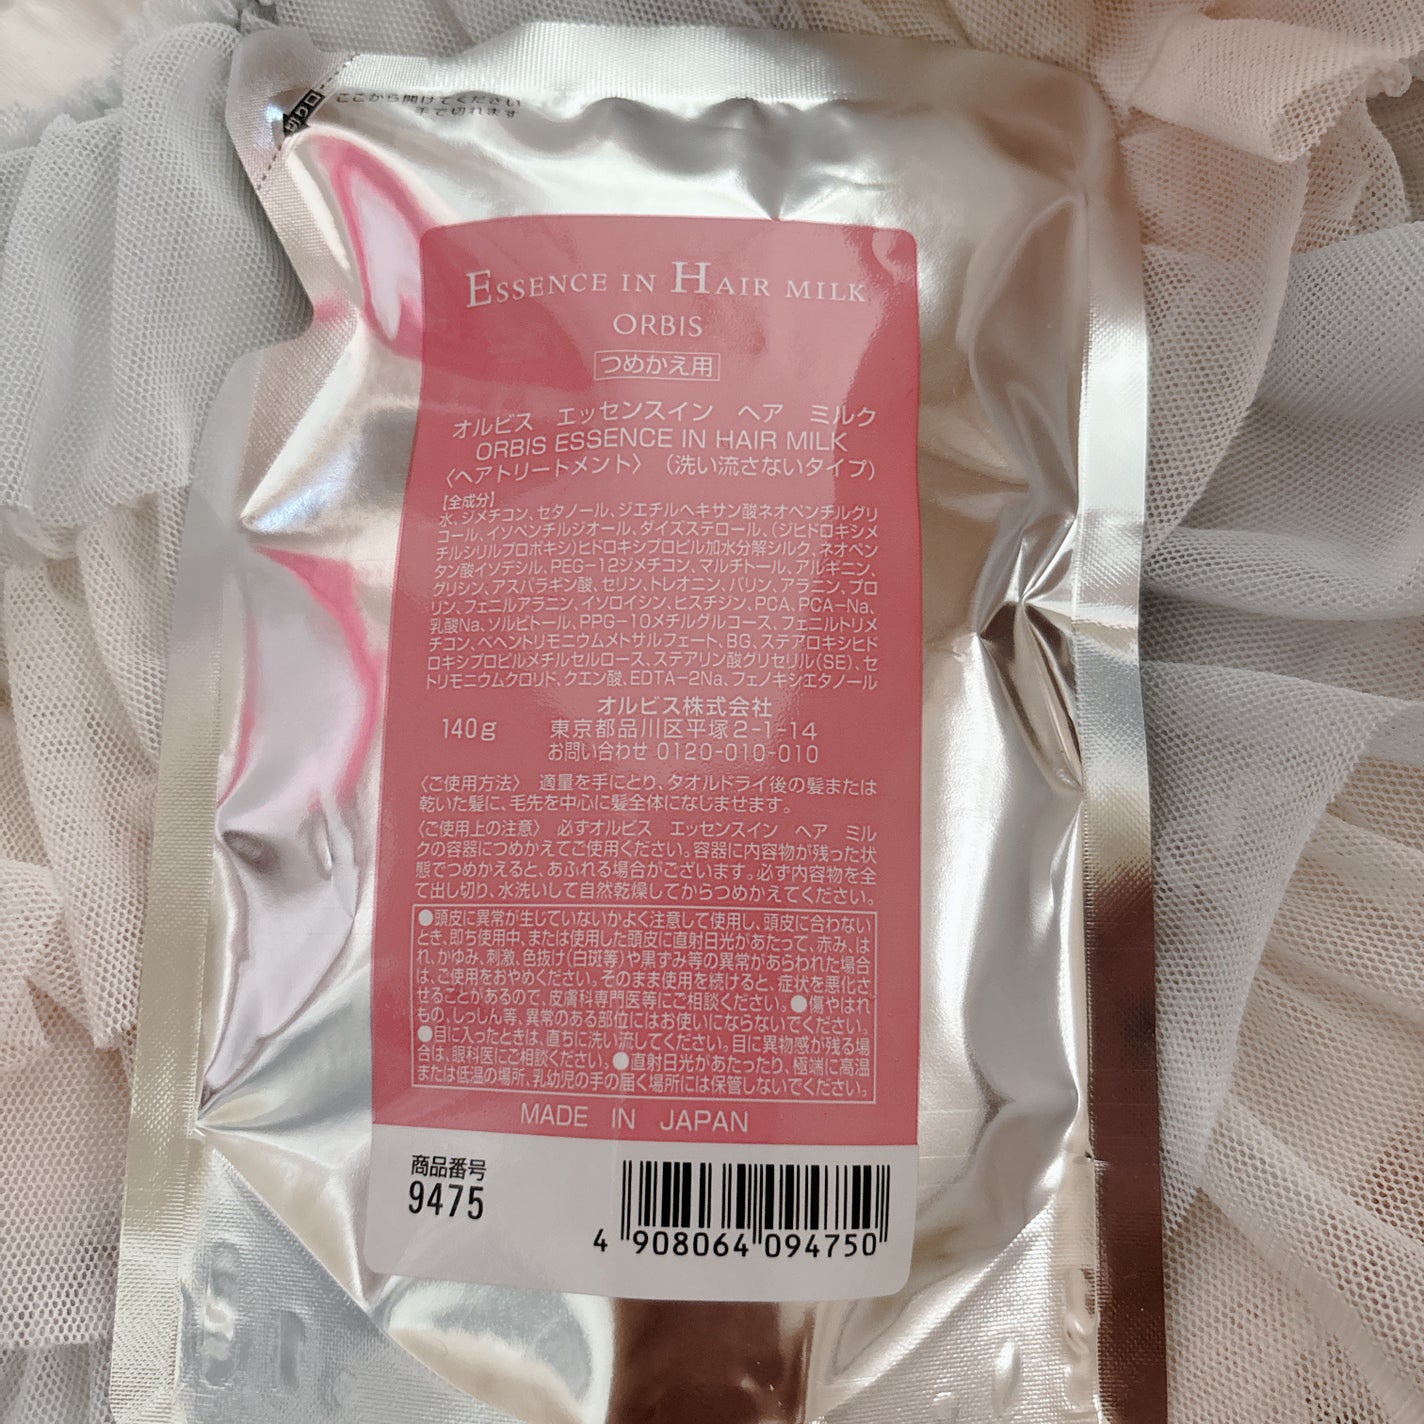 切り口
ここから開けてください
手で切れます
ESSENCE IN HAIR MILK
ORBIS
つめかえ用
オルビス　エッセンスイン　ヘア　ミルク
ORBIS ESSENCE IN HAIR MILK
〈ヘアトリートメント〉（洗い流さないタイプ）
[全成分]
水、ジメチコン、セタノール、ジエチルヘキサン酸ネオペンチルグリ
コール、イソペンチルジオール、ダイズステロール、（ジヒドロキシメ
チルシリルプロポキシ）ヒドロキシプロピル加水分解シルク、ネオペン
タン酸イソデシル、PEG-12ジメチコン、マルチトール、アルギニン、
グリシン、アスパラギン酸、セリン、トレオニン、バリン、アラニン、プロ
リン、フェニルアラニン、イソロイシン、ヒスチジン、PCA、PCA-Na、
乳酸Na、ソルビトール、PPG-10メチルグルコース、フェニルトリメ
チコン、ベヘントリモニウムメトサルフェート、BG、ステアロキシヒド
ロキシプロピルメチルセルロース、ステアリン酸グリセリル（SE）、セ
トリモニウムクロリド、クエン酸、EDTA-2Na、フェノキシエタノール
オルビス株式会社
140g 東京都品川区平塚2-1-14
お問い合わせ 0120-010-010
〈ご使用方法〉　適量を手にとり、タオルドライ後の髪または
乾いた髪に、毛先を中心に髪全体になじませます。
〈ご使用上の注意〉　必ずオルビス　エッセンスイン　ヘア　ミル
クの容器につめかえてご使用ください。容器に内容物が残った状
態でつめかえると、あふれる場合がございます。必ず内容物を全
て出し切り、水洗いして自然乾燥してからつめかえてください。
●頭皮に異常が生じていないかよく注意して使用し、頭皮に合わない
とき、即ち使用中、または使用した頭皮に直射日光があたって、赤み、は
れ、かゆみ、刺激、色抜け（白斑等）や黒ずみ等の異常があらわれた場合
は、ご使用をおやめください。そのまま使用を続けると、症状を悪化さ
せることがあるので、皮膚科専門医等にご相談ください。●傷やはれ
もの、しっしん等、異常のある部位にはお使いにならないでください。
●目に入ったときは、直ちに洗い流してください。目に異物感が残る場
合は、眼科医にご相談ください。●直射日光があたったり、極端に高温
または低温の場所、乳幼児の手の届く場所には保管しないでください。
MADE IN JAPAN
商品番号
9475
4 908064 094750